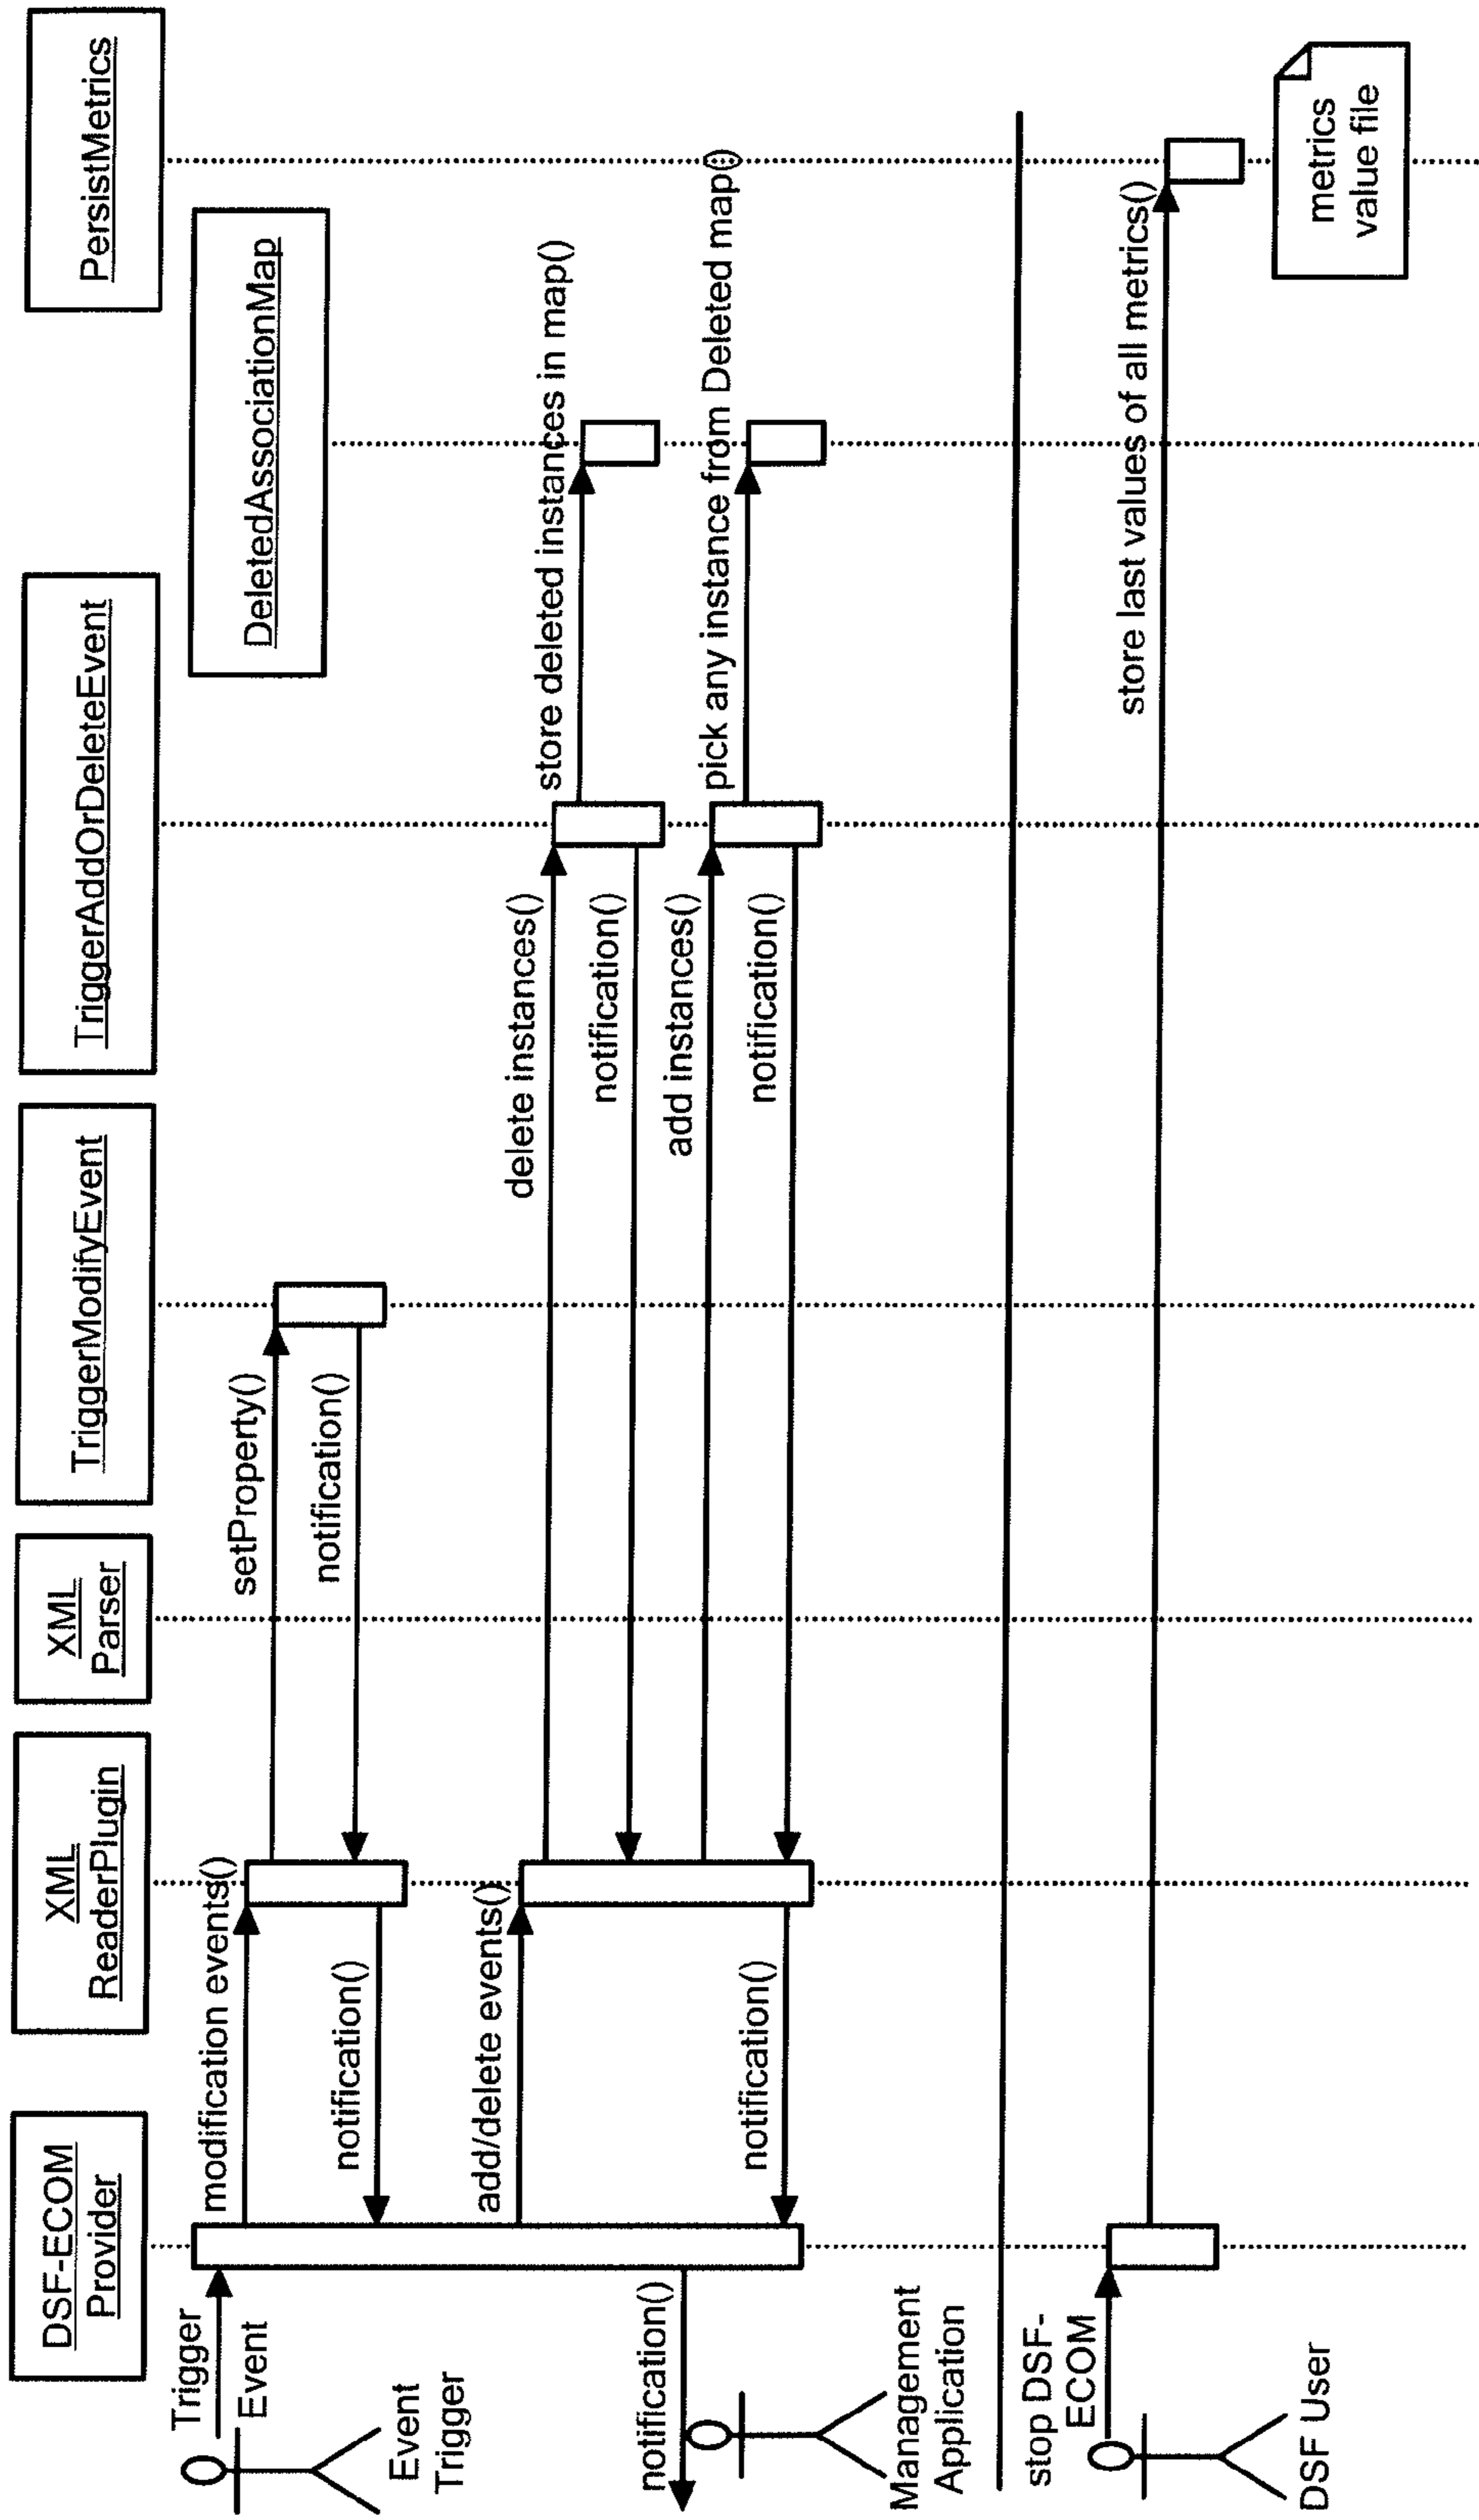 DSF-ECOM
Provider
XML
ReaderPlugin
XML
Parser
TriggerModifyEvent
TriggerAddOrDeleteEvent
DeletedAssociationMap
PersistMetrics
Trigger
Event
Event
Trigger
modification events()
setProperty()
notification()
notification()
add/delete events()
delete instances()
store deleted instances in map()
notification()
add instances()
pick any instance from Deleted map()
notification()
notification()
notification()
Management
Application
stop DSF-
ECOM
DSF User
store last values of all metrics()
metrics
value file